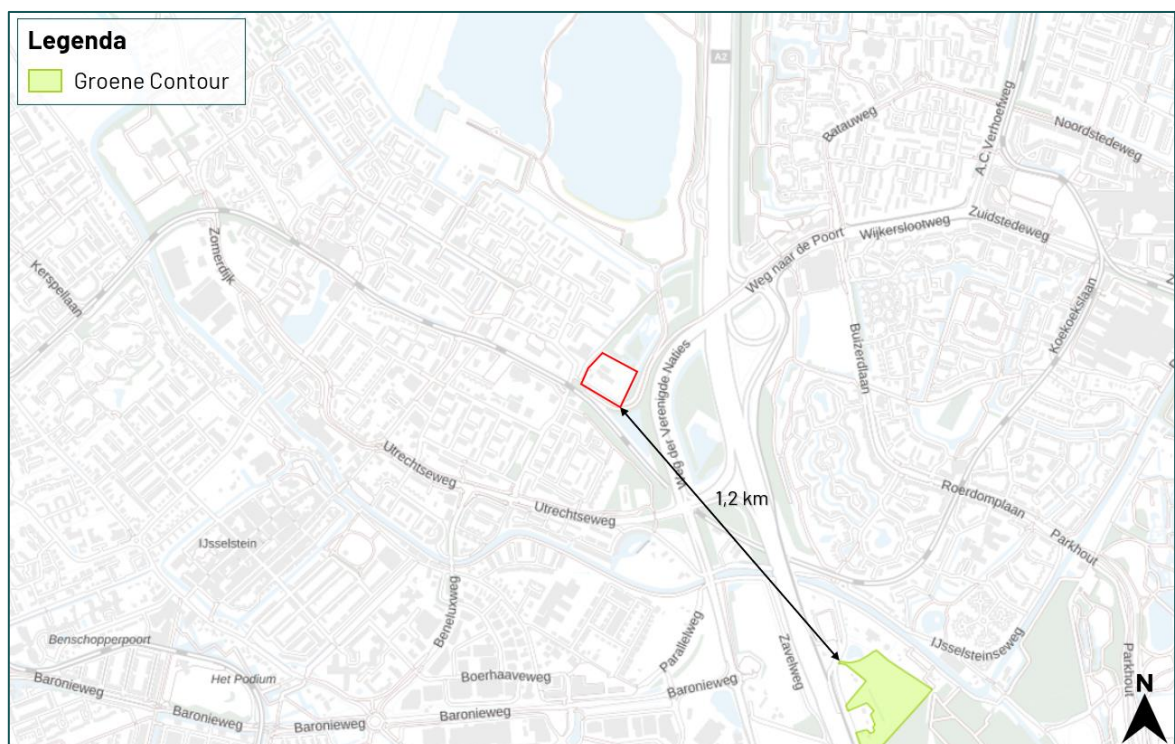 Legenda
Groene Contour
A2
Batauweg
A.C.Verhoefweg
Noordstedeweg
Zuidstedeweg
Wijkerslootweg
Weg naar de Poort
Zomerdijk
Kerspellaan
Koekoekslaan
Buizerdlaan
Weg der Verenigde Naties
Utrechtseweg
Utrechtseweg
1,2 km
Roerdomplaan
Parkhout
IJsselstein
Beneluxweg
Parallelweg
Zavelweg
IJsselsteinseweg
Parkhout
Parkhout
Benschopperpoort
Het Podium
Boerhaaveweg
Baronieweg
Baronieweg
Baronieweg
Baronieweg
Baronieweg
N